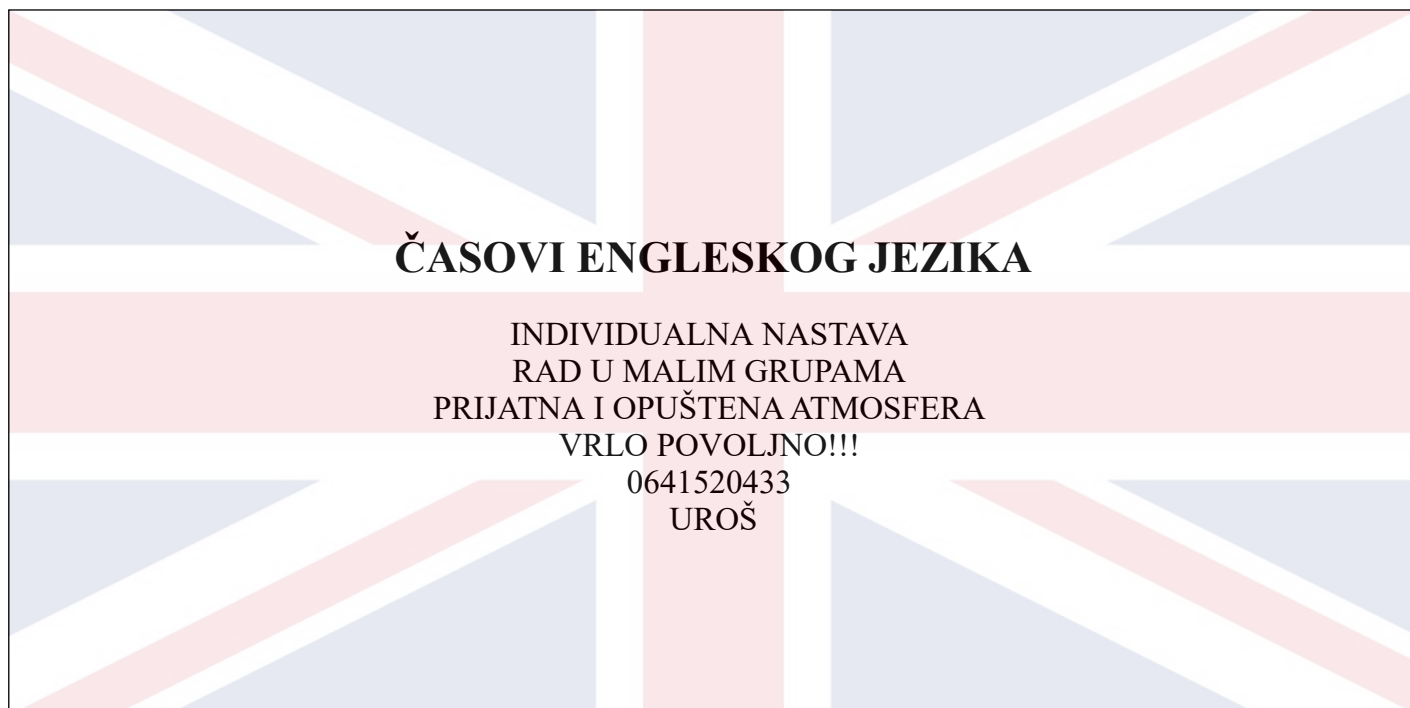 ČASOVI ENGLESKOG JEZIKA
INDIVIDUALNA NASTAVA
RAD U MALIM GRUPAMA
PRIJATNA I OPUŠTENA ATMOSFERA
VRLO POVOLJNO!!!
0641520433
UROŠ